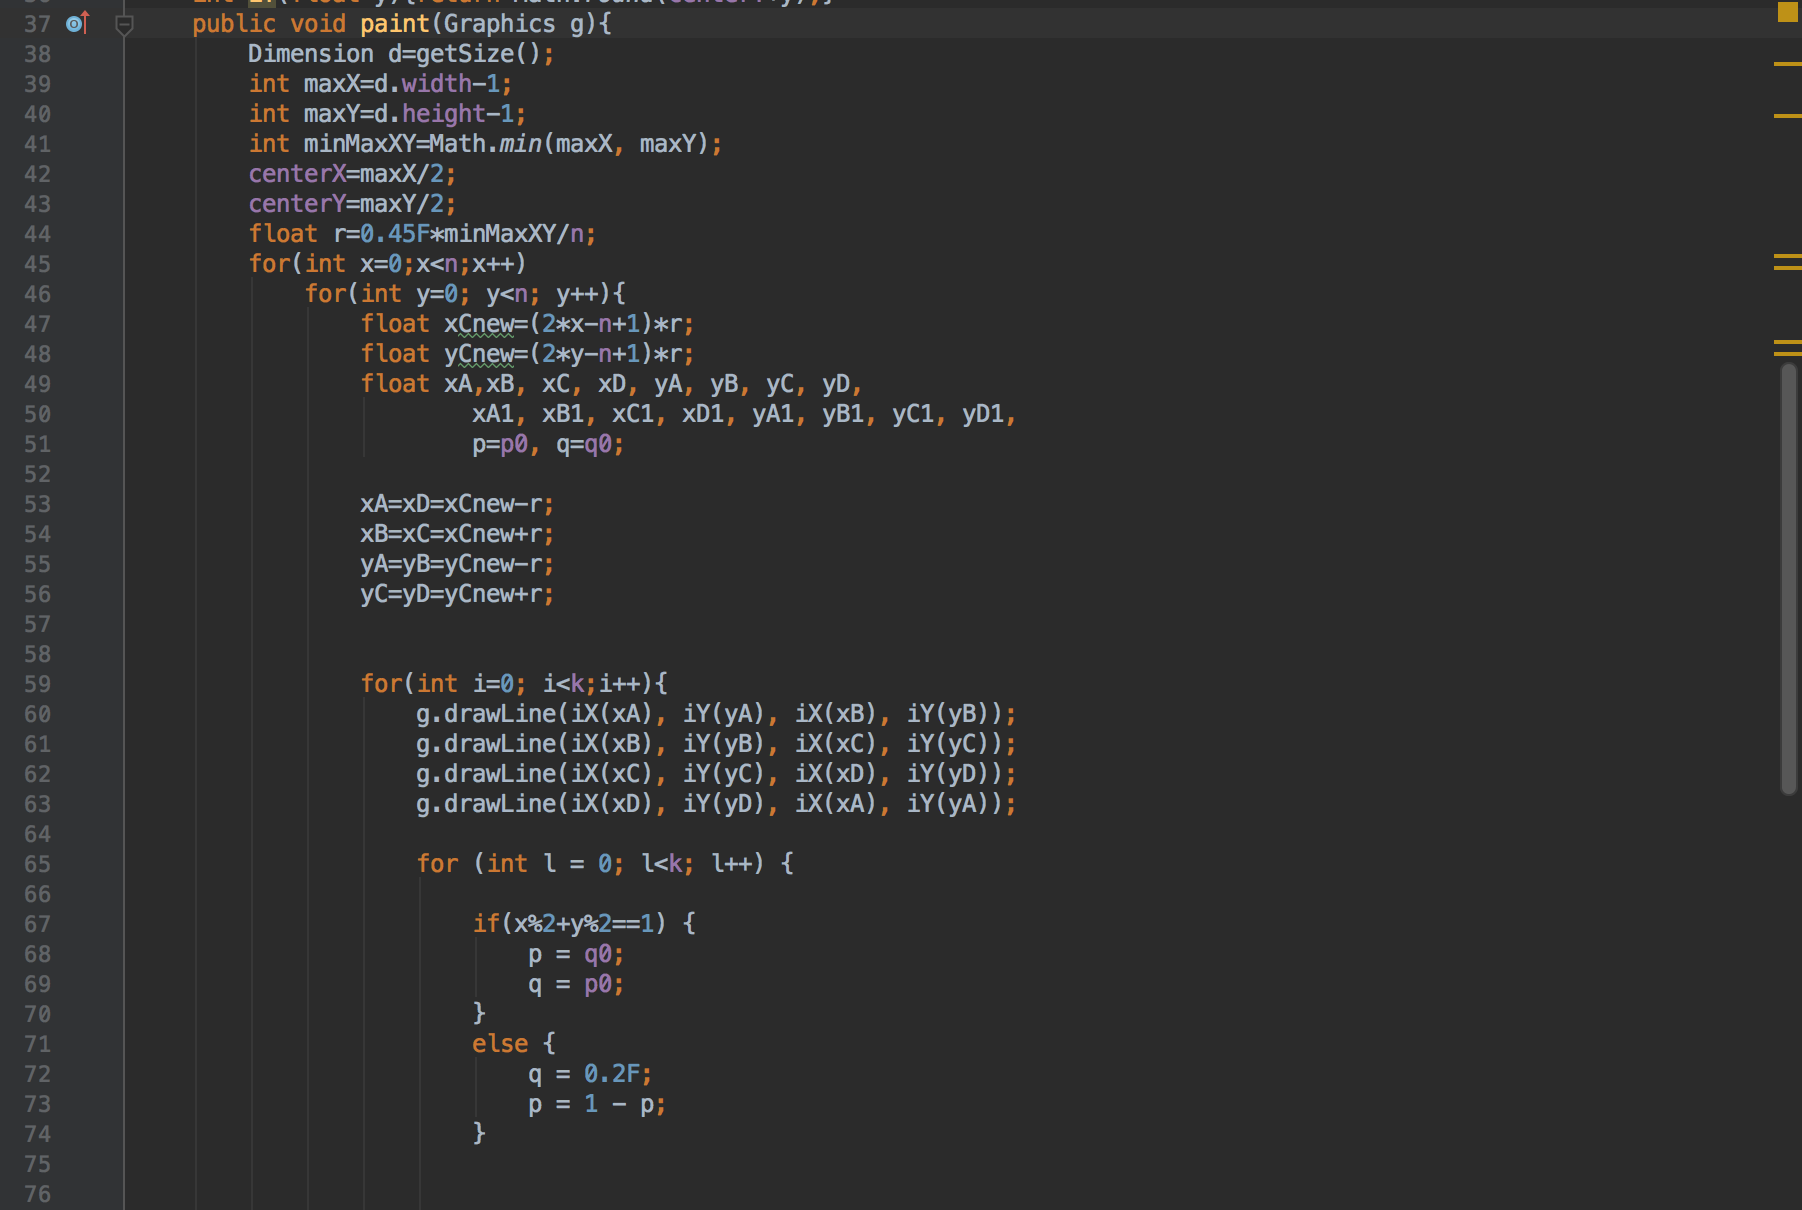 37 public void paint(Graphics g){
38 Dimension d=getSize();
39 int maxX=d.width-1;
40 int maxY=d.height-1;
41 int minMaxXY=Math.min(maxX, maxY);
42 centerX=maxX/2;
43 centerY=maxY/2;
44 float r=0.45F*minMaxXY/n;
45 for(int x=0;x<n;x++)
46 for(int y=0; y<n; y++){
47 float xCnew=(2*x-n+1)*r;
48 float yCnew=(2*y-n+1)*r;
49 float xA,xB, xC, xD, yA, yB, yC, yD,
50 xA1, xB1, xC1, xD1, yA1, yB1, yC1, yD1,
51 p=p0, q=q0;
52
53 xA=xD=xCnew-r;
54 xB=xC=xCnew+r;
55 yA=yB=yCnew-r;
56 yC=yD=yCnew+r;
57
58
59 for(int i=0; i<k;i++){
60 g.drawLine(iX(xA), iY(yA), iX(xB), iY(yB));
61 g.drawLine(iX(xB), iY(yB), iX(xC), iY(yC));
62 g.drawLine(iX(xC), iY(yC), iX(xD), iY(yD));
63 g.drawLine(iX(xD), iY(yD), iX(xA), iY(yA));
64
65 for (int l = 0; l<k; l++) {
66
67 if(x%2+y%2==1) {
68 p = q0;
69 q = p0;
70 }
71 else {
72 q = 0.2F;
73 p = 1 - p;
74 }
75
76